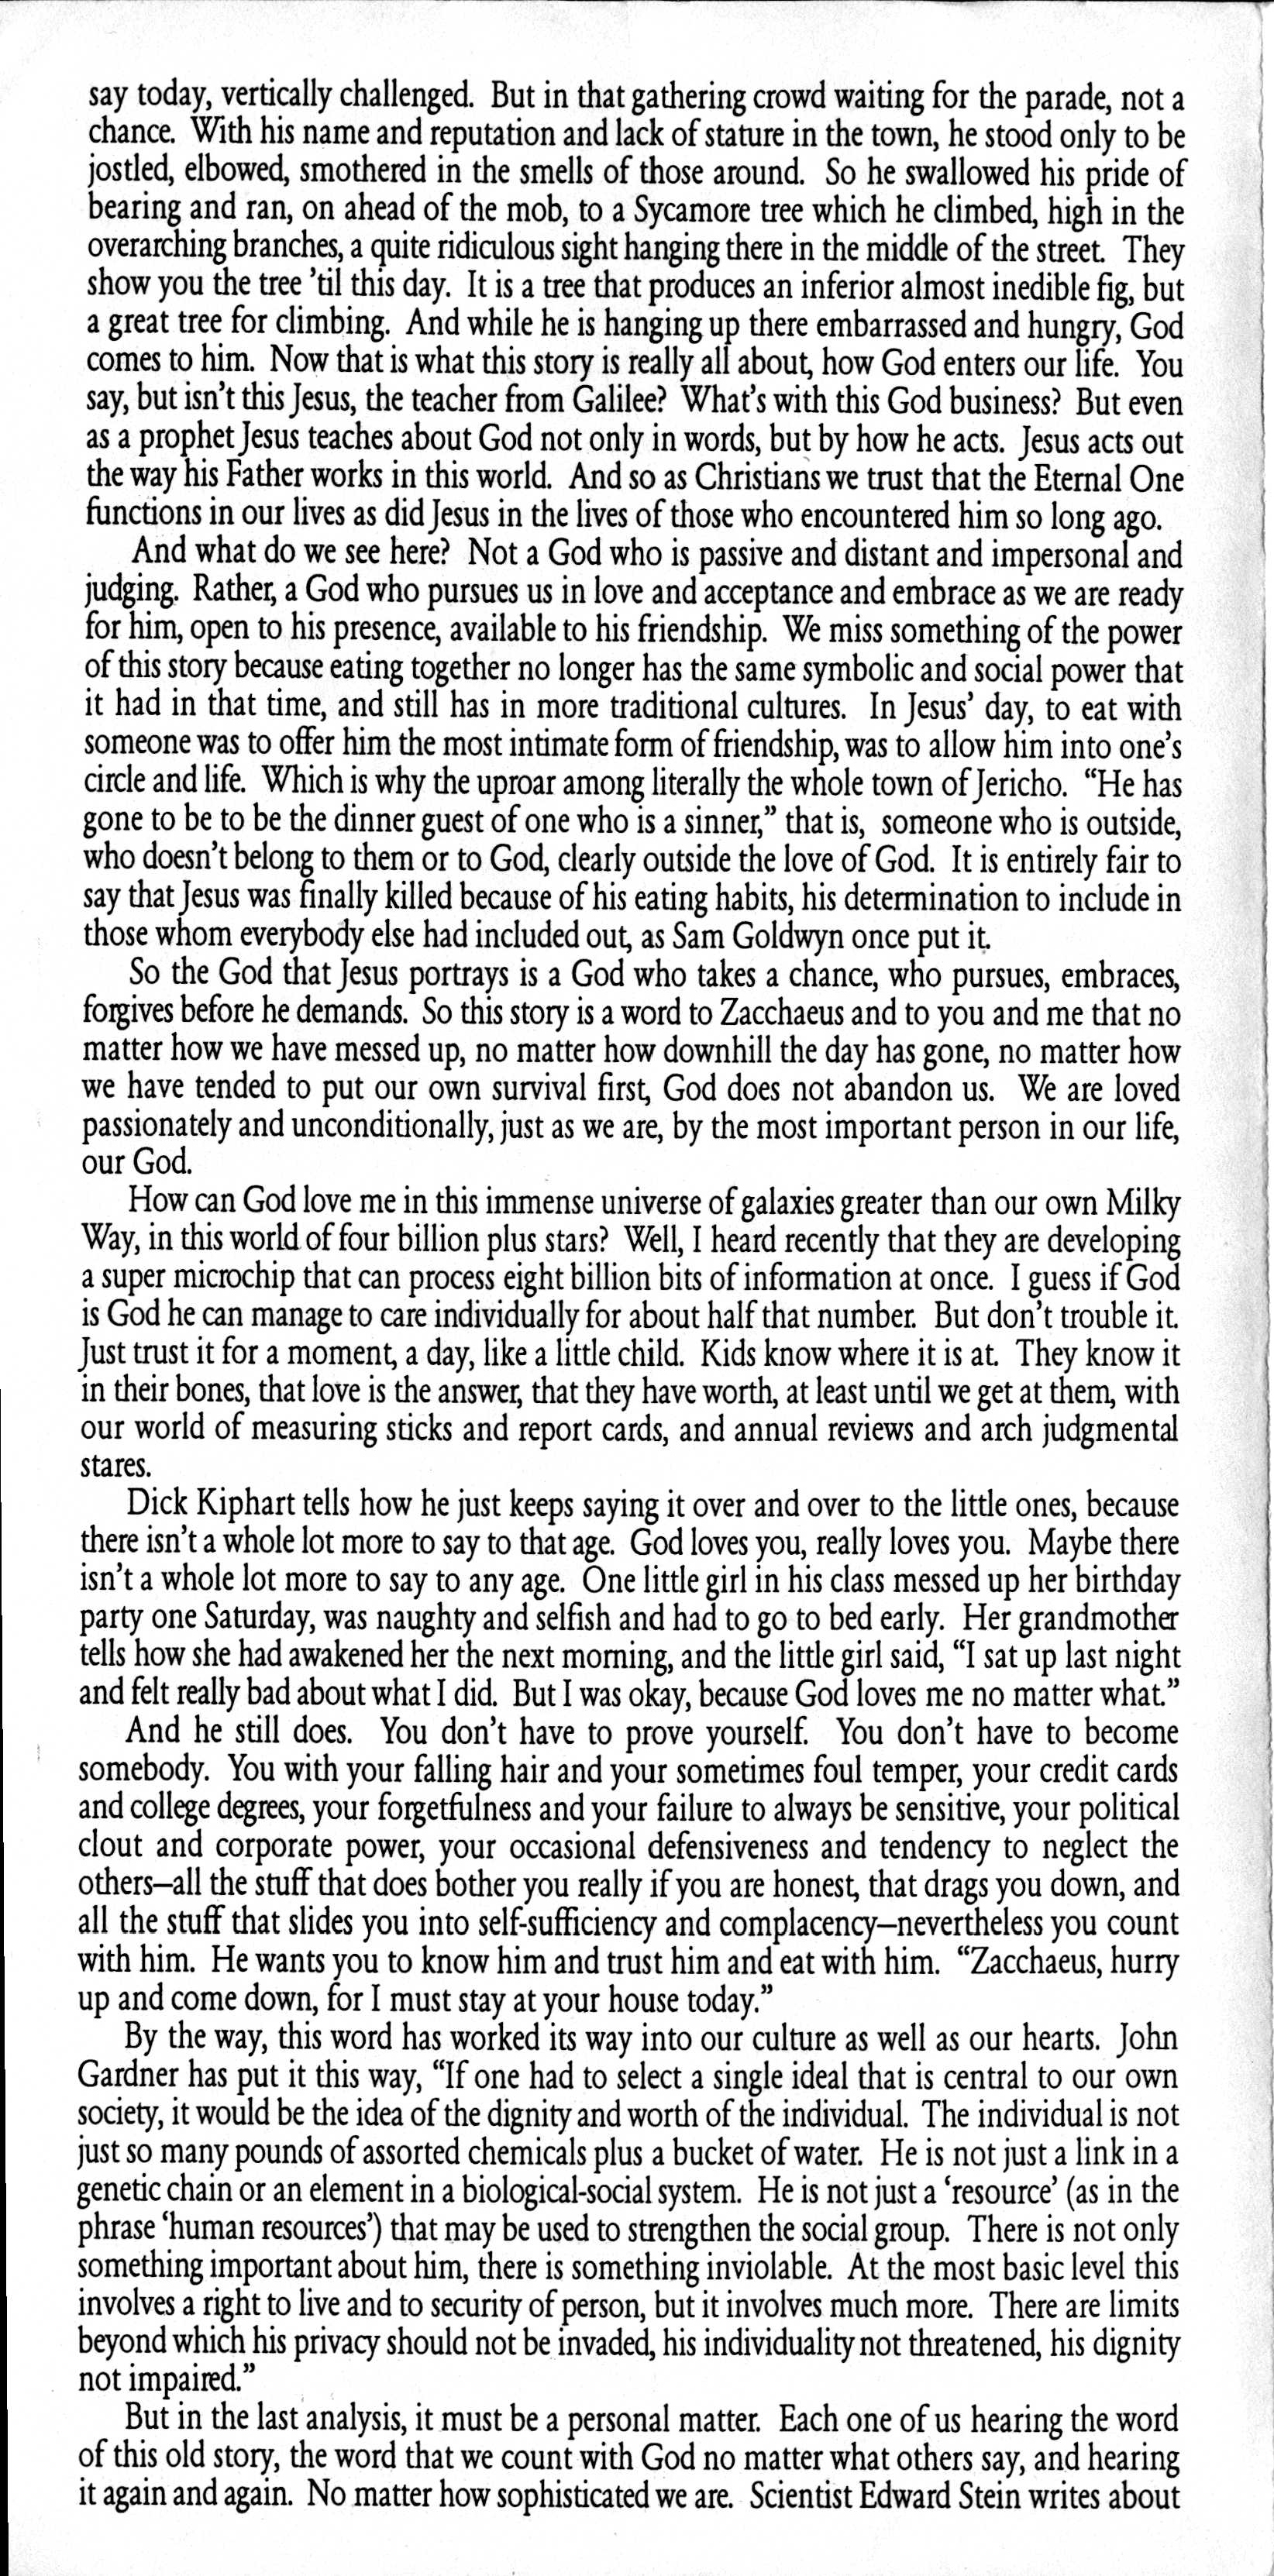 say today, vertically challenged. But in that gathering crowd waiting for the parade, not a
chance. With his name and reputation and lack of stature in the town, he stood only to be
jostled, elbowed, smothered in the smells of those around. So he swallowed his pride of
bearing and ran, on ahead of the mob, to a Sycamore tree which he climbed, high in the
overarching branches, a quite ridiculous sight hanging there in the middle of the street. They
show you the tree ’til this day. It is a tree that produces an inferior almost inedible fig, but
a great tree for climbing. And while he is hanging up there embarrassed and hungry, God
comes to him. Now that is what this story is really all about, how God enters our life. You
say, but isn’t this Jesus, the teacher from Galilee? What’s with this God business? But even
as a prophet Jesus teaches about God not only in words, but by how he acts. Jesus acts out
the way his Father works in this world. And so as Christians we trust that the Eternal One
functions in our lives as did Jesus in the lives of those who encountered him so long ago.
And what do we see here? Not a God who is passive and distant and impersonal and
judging. Rather, a God who pursues us in love and acceptance and embrace as we are ready
for him, open to his presence, available to his friendship. We miss something of the power
of this story because eating together no longer has the same symbolic and social power that
it had in that time, and still has in more traditional cultures. In Jesus’ day, to eat with
someone was to offer him the most intimate form of friendship, was to allow him into one’s
circle and life. Which is why the uproar among literally the whole town of Jericho. “He has
gone to be to be the dinner guest of one who is a sinner,” that is, someone who is outside,
who doesn’t belong to them or to God, clearly outside the love of God. It is entirely fair to
say that Jesus was finally killed because of his eating habits, his determination to include in
those whom everybody else had included out, as Sam Goldwyn once put it.
So the God that Jesus portrays is a God who takes a chance, who pursues, embraces,
forgives before he demands. So this story is a word to Zacchaeus and to you and me that no
matter how we have messed up, no matter how downhill the day has gone, no matter how
we have tended to put our own survival first, God does not abandon us. We are loved
passionately and unconditionally, just as we are, by the most important person in our life,
our God.
How can God love me in this immense universe of galaxies greater than our own Milky
Way, in this world of four billion plus stars? Well, I heard recently that they are developing
a super microchip that can process eight billion bits of information at once. I guess if God
is God he can manage to care individually for about half that number. But don’t trouble it.
Just trust it for a moment, a day, like a little child. Kids know where it is at. They know it
in their bones, that love is the answer, that they have worth, at least until we get at them, with
our world of measuring sticks and report cards, and annual reviews and arch judgmental
stares.
Dick Kiphart tells how he just keeps saying it over and over to the little ones, because
there isn’t a whole lot more to say to that age. God loves you, really loves you. Maybe there
isn’t a whole lot more to say to any age. One little girl in his class messed up her birthday
party one Saturday, was naughty and selfish and had to go to bed early. Her grandmother
tells how she had awakened her the next morning, and the little girl said, “I sat up last night
and felt really bad about what I did. But I was okay, because God loves me no matter what.”
And he still does. You don’t have to prove yourself. You don’t have to become
somebody. You with your falling hair and your sometimes foul temper, your credit cards
and college degrees, your forgetfulness and your failure to always be sensitive, your political
clout and corporate power, your occasional defensiveness and tendency to neglect the
others—all the stuff that does bother you really if you are honest, that drags you down, and
all the stuff that slides you into self-sufficiency and complacency—nevertheless you count
with him. He wants you to know him and trust him and eat with him. “Zacchaeus, hurry
up and come down, for I must stay at your house today.”
By the way, this word has worked its way into our culture as well as our hearts. John
Gardner has put it this way, “If one had to select a single ideal that is central to our own
society, it would be the idea of the dignity and worth of the individual. The individual is not
just so many pounds of assorted chemicals plus a bucket of water. He is not just a link in a
genetic chain or an element in a biological-social system. He is not just a ‘resource’ (as in the
phrase ‘human resources’) that may be used to strengthen the social group. There is not only
something important about him, there is something inviolable. At the most basic level this
involves a right to live and to security of person, but it involves much more. There are limits
beyond which his privacy should not be invaded, his individuality not threatened, his dignity
not impaired.”
But in the last analysis, it must be a personal matter. Each one of us hearing the word
of this old story, the word that we count with God no matter what others say, and hearing
it again and again. No matter how sophisticated we are. Scientist Edward Stein writes about